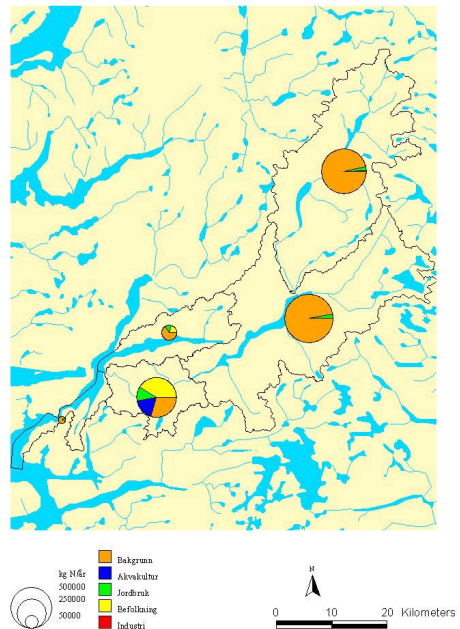 kg N/år
500000
250000
50000
Bakgrunn
Akvakultur
Jordbruk
Befolkning
Industri
N
0 10 20 Kilometers